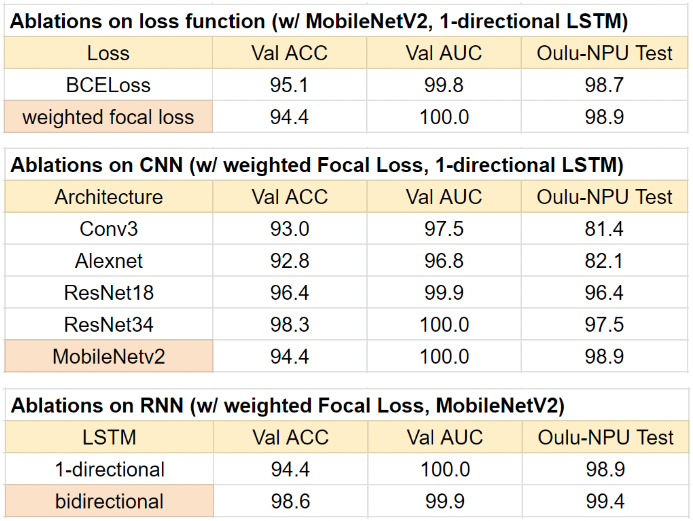 Ablations on loss function (w/ MobileNetV2, 1-directional LSTM)
Loss Val ACC Val AUC Oulu-NPU Test
BCELoss 95.1 99.8 98.7
weighted focal loss 94.4 100.0 98.9
Ablations on CNN (w/ weighted Focal Loss, 1-directional LSTM)
Architecture Val ACC Val AUC Oulu-NPU Test
Conv3 93.0 97.5 81.4
Alexnet 92.8 96.8 82.1
ResNet18 96.4 99.9 96.4
ResNet34 98.3 100.0 97.5
MobileNetv2 94.4 100.0 98.9
Ablations on RNN (w/ weighted Focal Loss, MobileNetV2)
LSTM Val ACC Val AUC Oulu-NPU Test
1-directional 94.4 100.0 98.9
bidirectional 98.6 99.9 99.4